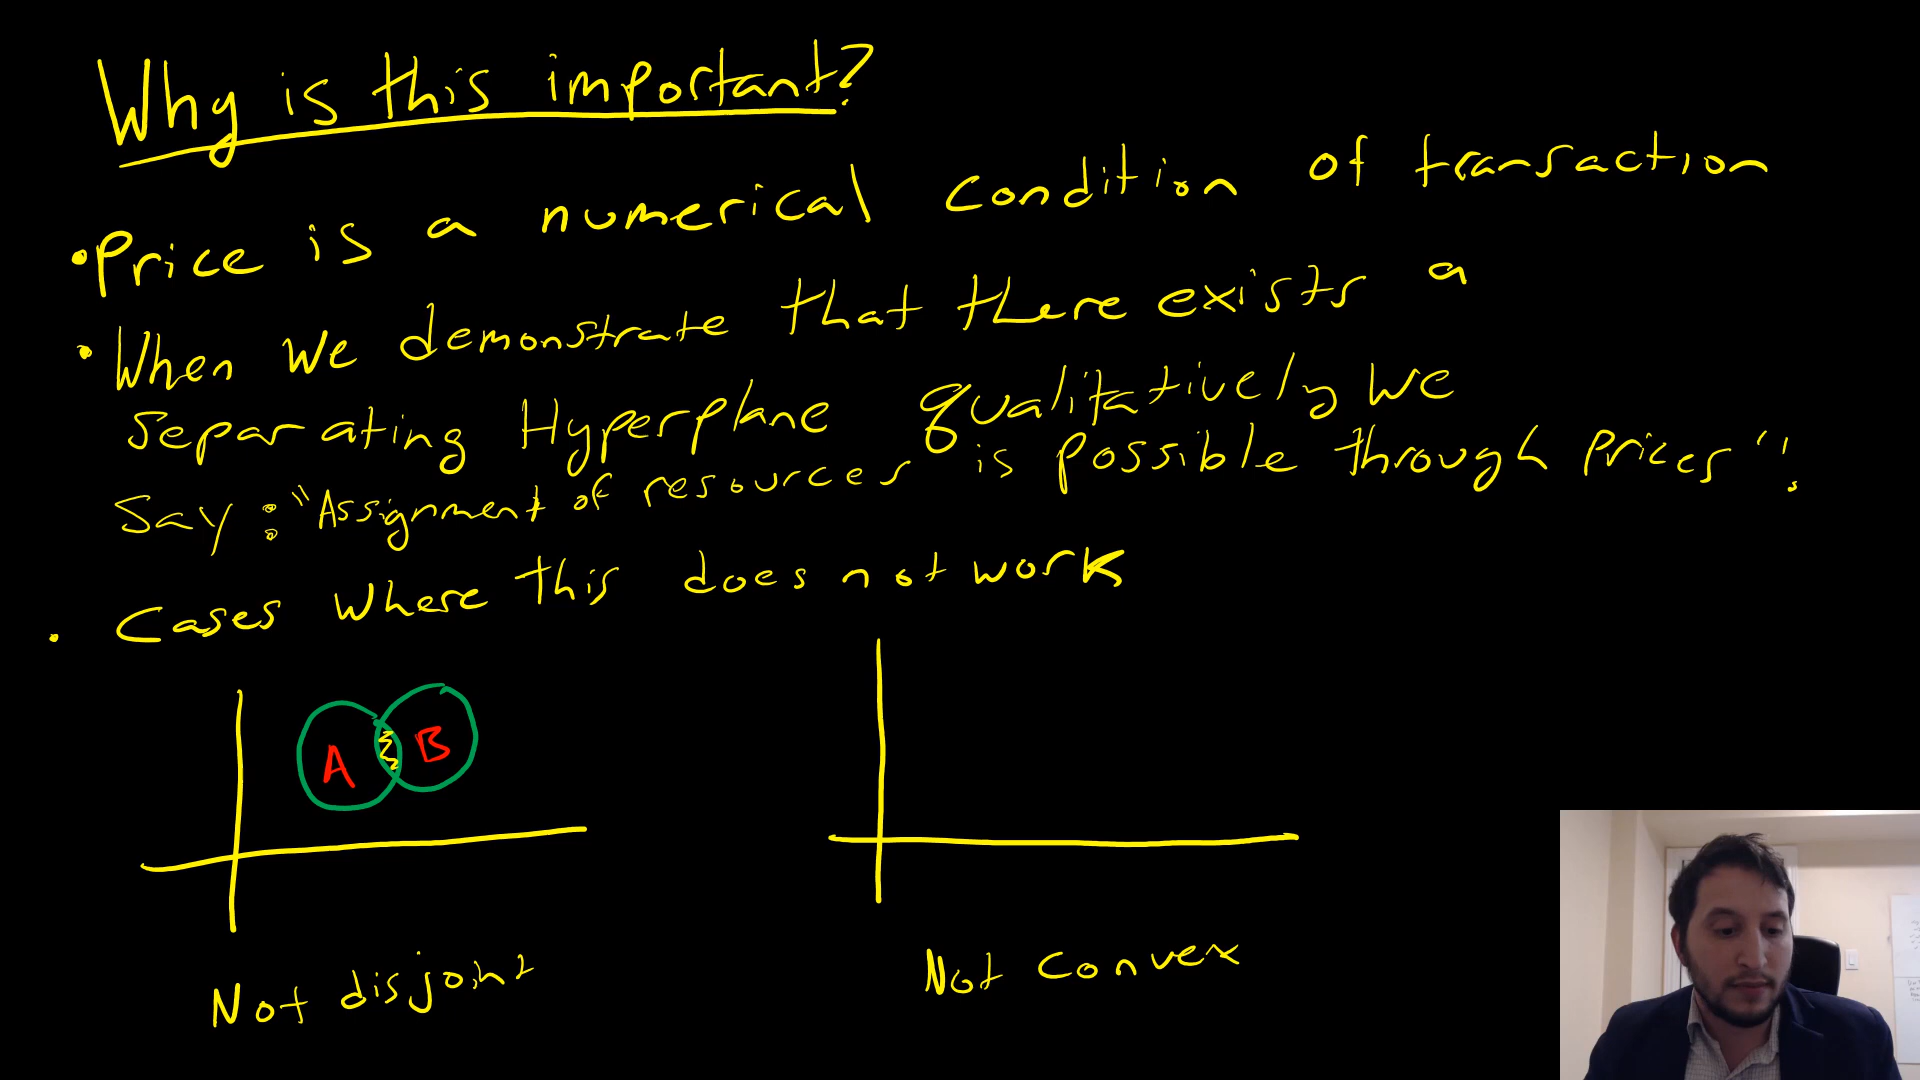 Why is this important?
•Price is a numerical condition of transaction
•When we demonstrate that there exists a
Separating Hyperplane qualitatively we
Say: "Assignment of resources is possible through prices"!
. Cases where this does not work
A B
Not disjoint
Not Convex